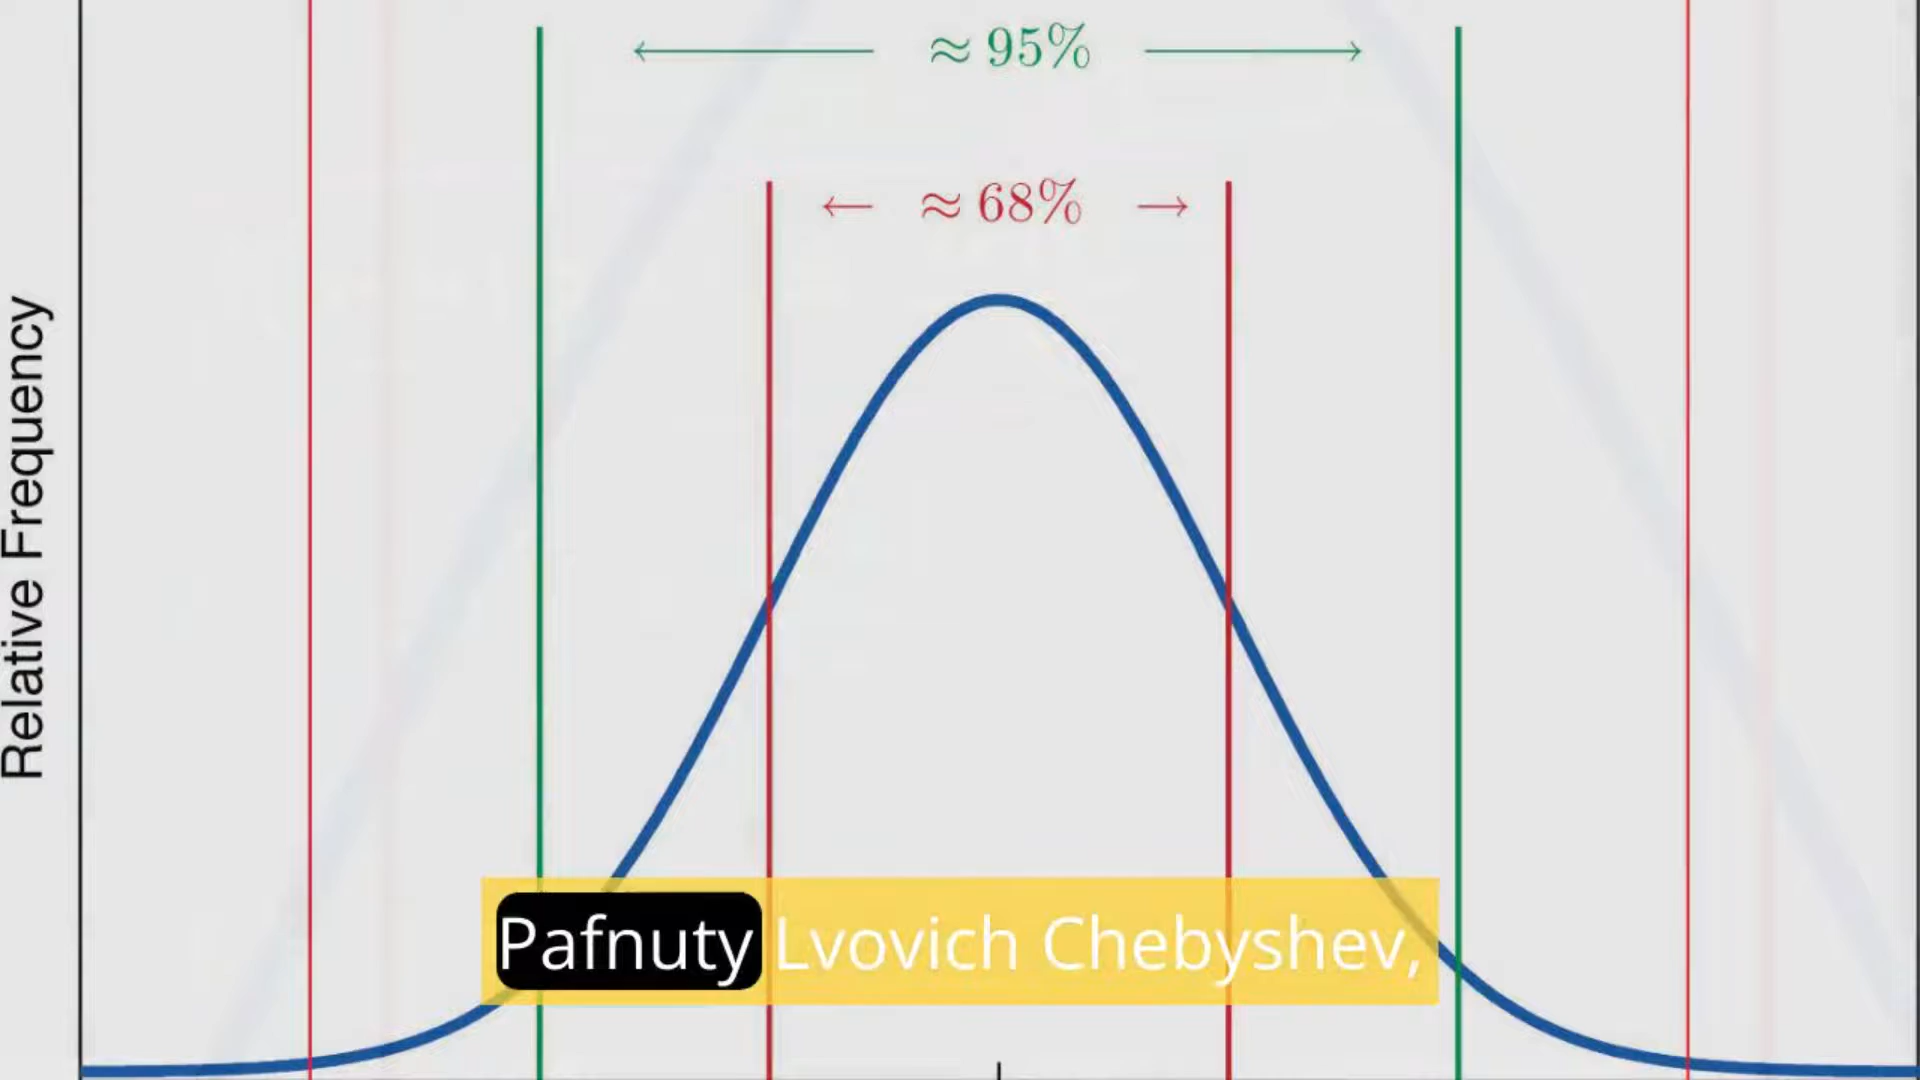 ≈ 95%
≈ 68%
Relative Frequency
Pafnuty Lvovich Chebyshev,